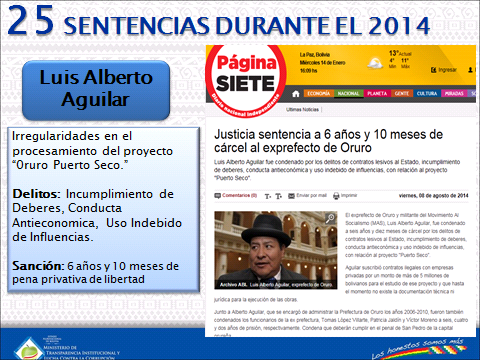 25 SENTENCIAS DURANTE EL 2014
Luis Alberto
Aguilar
Irregularidades en el
procesamiento del proyecto
“Oruro Puerto Seco.”
Delitos: Incumplimiento de
Deberes, Conducta
Antieconomica, Uso Indebido
de Influencias.
Sanción: 6 años y 10 meses de
pena privativa de libertad
Página
SIETE
Diario nacional independiente
La Paz, Bolivia
Miércoles 14 de Enero
16:09 hs
13° Actual
4° Min
16° Max
Ingresar
ECONOMÍA
NACIONAL
PLANETA
GENTE
CULTURA
MIRADAS
Ultimas Noticias
Justicia sentencia a 6 años y 10 meses de
cárcel al exprefecto de Oruro
Luis Alberto Aguilar fue condenado por los delitos de contratos lesivos al Estado, incumplimiento de
deberes, conducta antieconómica y uso indebido de influencias, con relación al proyecto
"Puerto Seco".
Comentarios (0)
T- T+
Enviar por mail
Imprimir
viernes, 08 de agosto de 2014
El exprefecto de Oruro y militante de Movimiento Al
Socialismo (MAS), Luis Alberto Aguilar, fue condenado
a seis años y diez meses de cárcel por los delitos de
contratos lesivos al Estado, incumplimiento de deberes,
conducta antieconómica y uso indebido de influencias,
con relación al proyecto "Puerto Seco".
Aguilar suscribió contratos ilegales con empresas
privadas por un monto de más de 5 millones de
bolivianos para el estudio de ese proyecto y que hasta
el momento no existe la documentación técnica ni
jurídica para la ejecución de las obras.
Archivo ABI. Luis Alberto Aguilar, exprefecto de Oruro.
Junto a Alberto Aguilar, que se encargó de administrar la Prefectura de Oruro los años 2006-2010, fueron también
condenados los funcionarios de la ex prefectura, Tomás López Villarte, Patricia Jaldín y Víctor Moreno a seis, cuatro
y dos años de prisión, respectivamente. Condena que deberán cumplir en el penal de San Pedro de la capital
Ministerio de
Transparencia Institucional y
Lucha Contra la Corrupción
Los honestos somos más